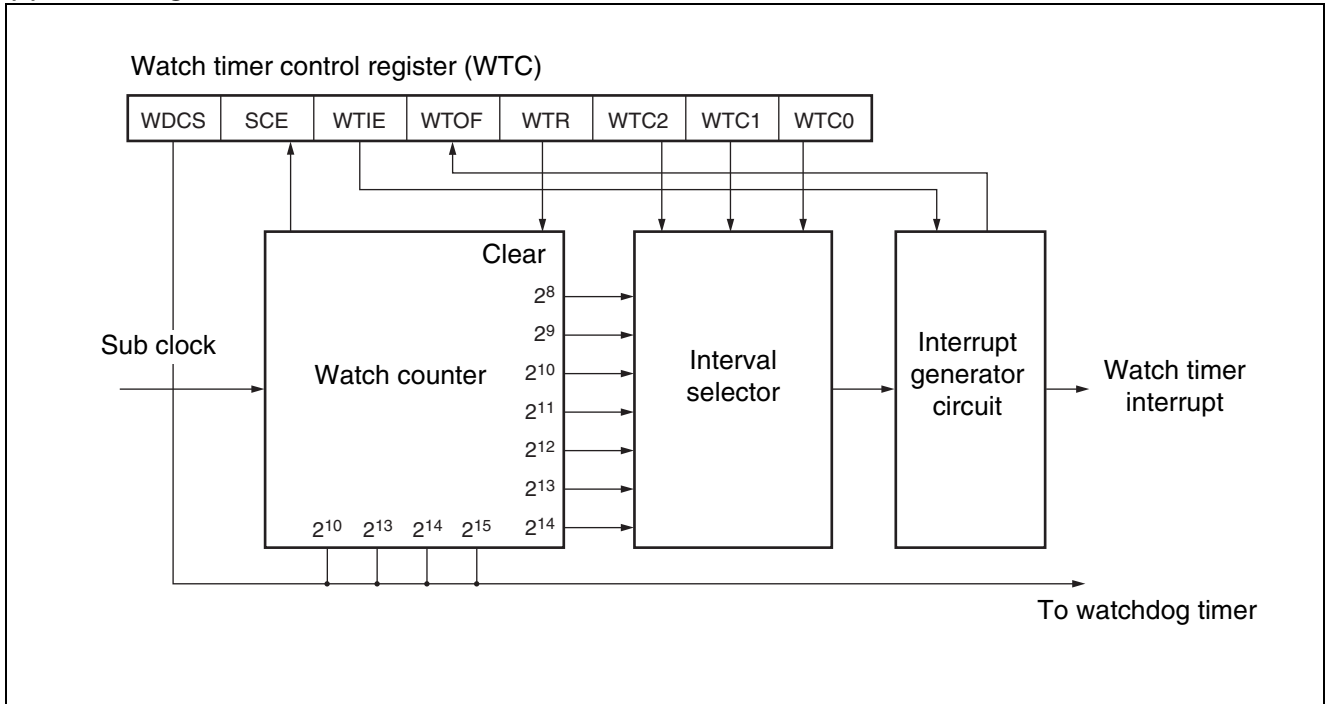 Watch timer control register (WTC)
WDCS SCE WTIE WTOF WTR WTC2 WTC1 WTC0
Clear
2⁸
2⁹
2¹⁰
2¹¹
2¹²
2¹³
2¹⁴
Sub clock
Watch counter
2¹⁰ 2¹³ 2¹⁴ 2¹⁵
Interval
selector
Interrupt
generator
circuit
Watch timer
interrupt
To watchdog timer